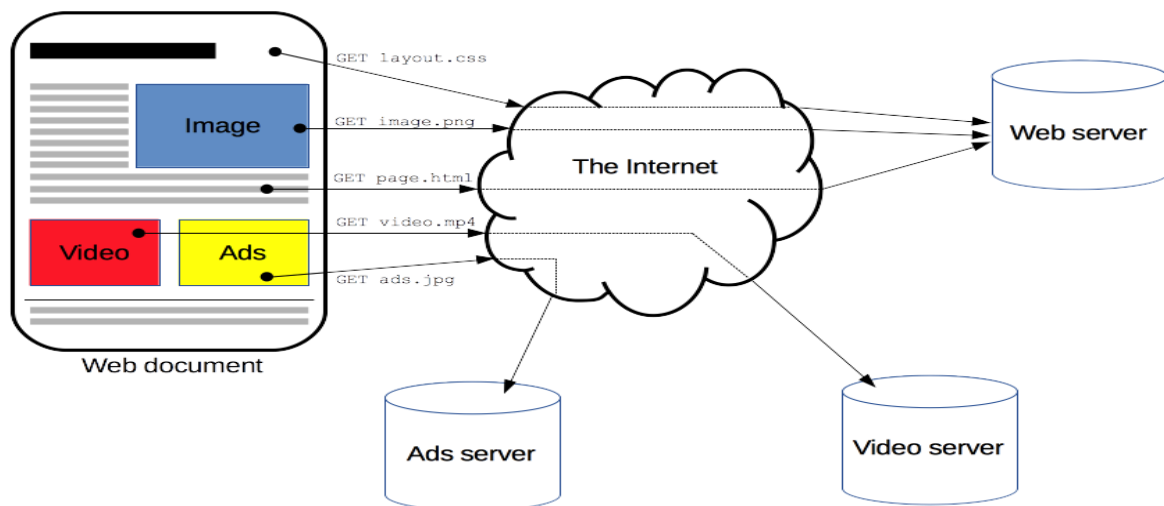 GET layout.css
Image
GET image.png
The Internet
Web server
GET page.html
GET video.mp4
Video
Ads
GET ads.jpg
Web document
Ads server
Video server